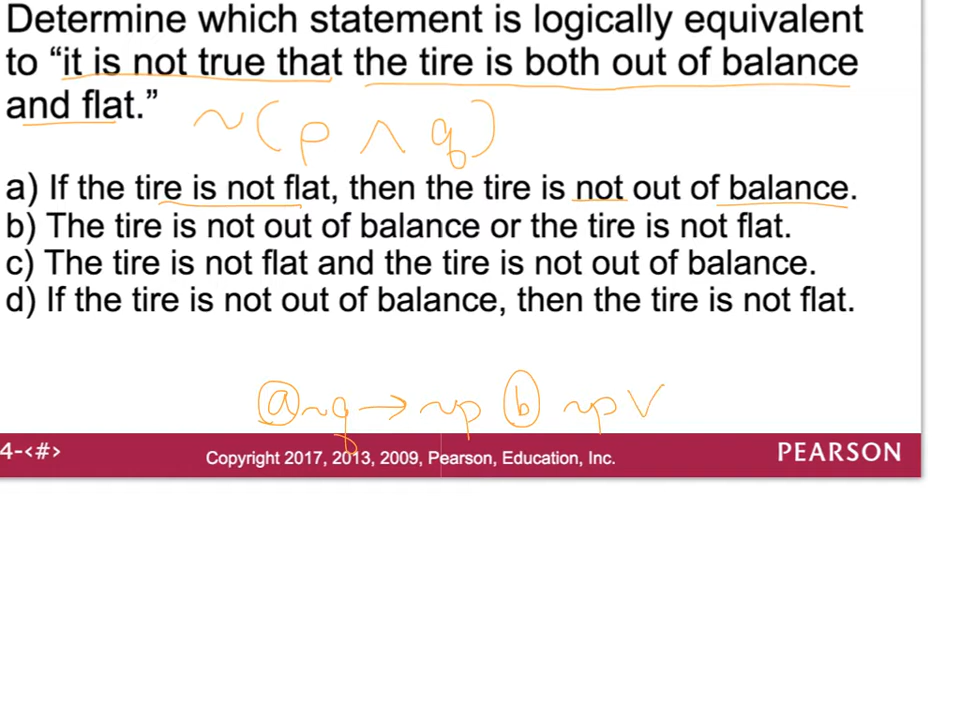 Determine which statement is logically equivalent
to “it is not true that the tire is both out of balance
and flat.”
~(p ∧ q)
a) If the tire is not flat, then the tire is not out of balance.
b) The tire is not out of balance or the tire is not flat.
c) The tire is not flat and the tire is not out of balance.
d) If the tire is not out of balance, then the tire is not flat.
ⓐ ~q → ~p ⓑ ~p ∨
4-<#>
Copyright 2017, 2013, 2009, Pearson, Education, Inc.
PEARSON